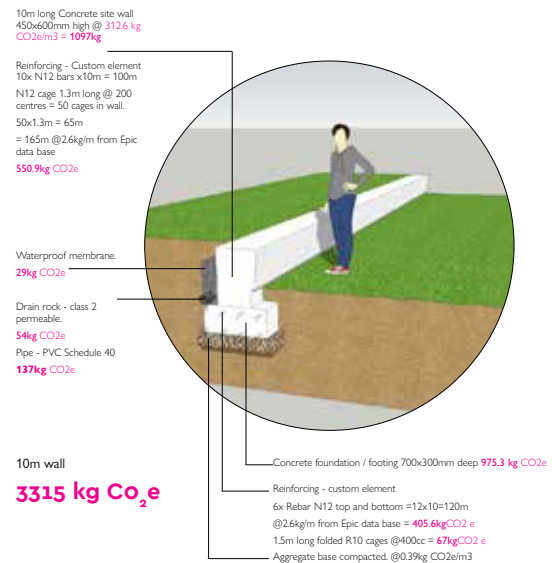 10m long Concrete site wall
450x600mm high @ 312.6 kg
CO2e/m3 = 1097kg
Reinforcing - Custom element
10x N12 bars x10m = 100m
N12 cage 1.3m long @ 200
centres = 50 cages in wall.
50x1.3m = 65m
= 165m @2.6kg/m from Epic
data base
550.9kg CO2e
Waterproof membrane.
29kg CO2e
Drain rock - class 2
permeable.
54kg CO2e
Pipe - PVC Schedule 40
137kg CO2e
10m wall
3315 kg Co2e
Concrete foundation / footing 700x300mm deep 975.3 kg CO2e
Reinforcing - custom element
6x Rebar N12 top and bottom =12x10=120m
@2.6kg/m from Epic data base = 405.6kgCO2 e
1.5m long folded R10 cages @400cc = 67kgCO2 e
Aggregate base compacted. @0.39kg CO2e/m3